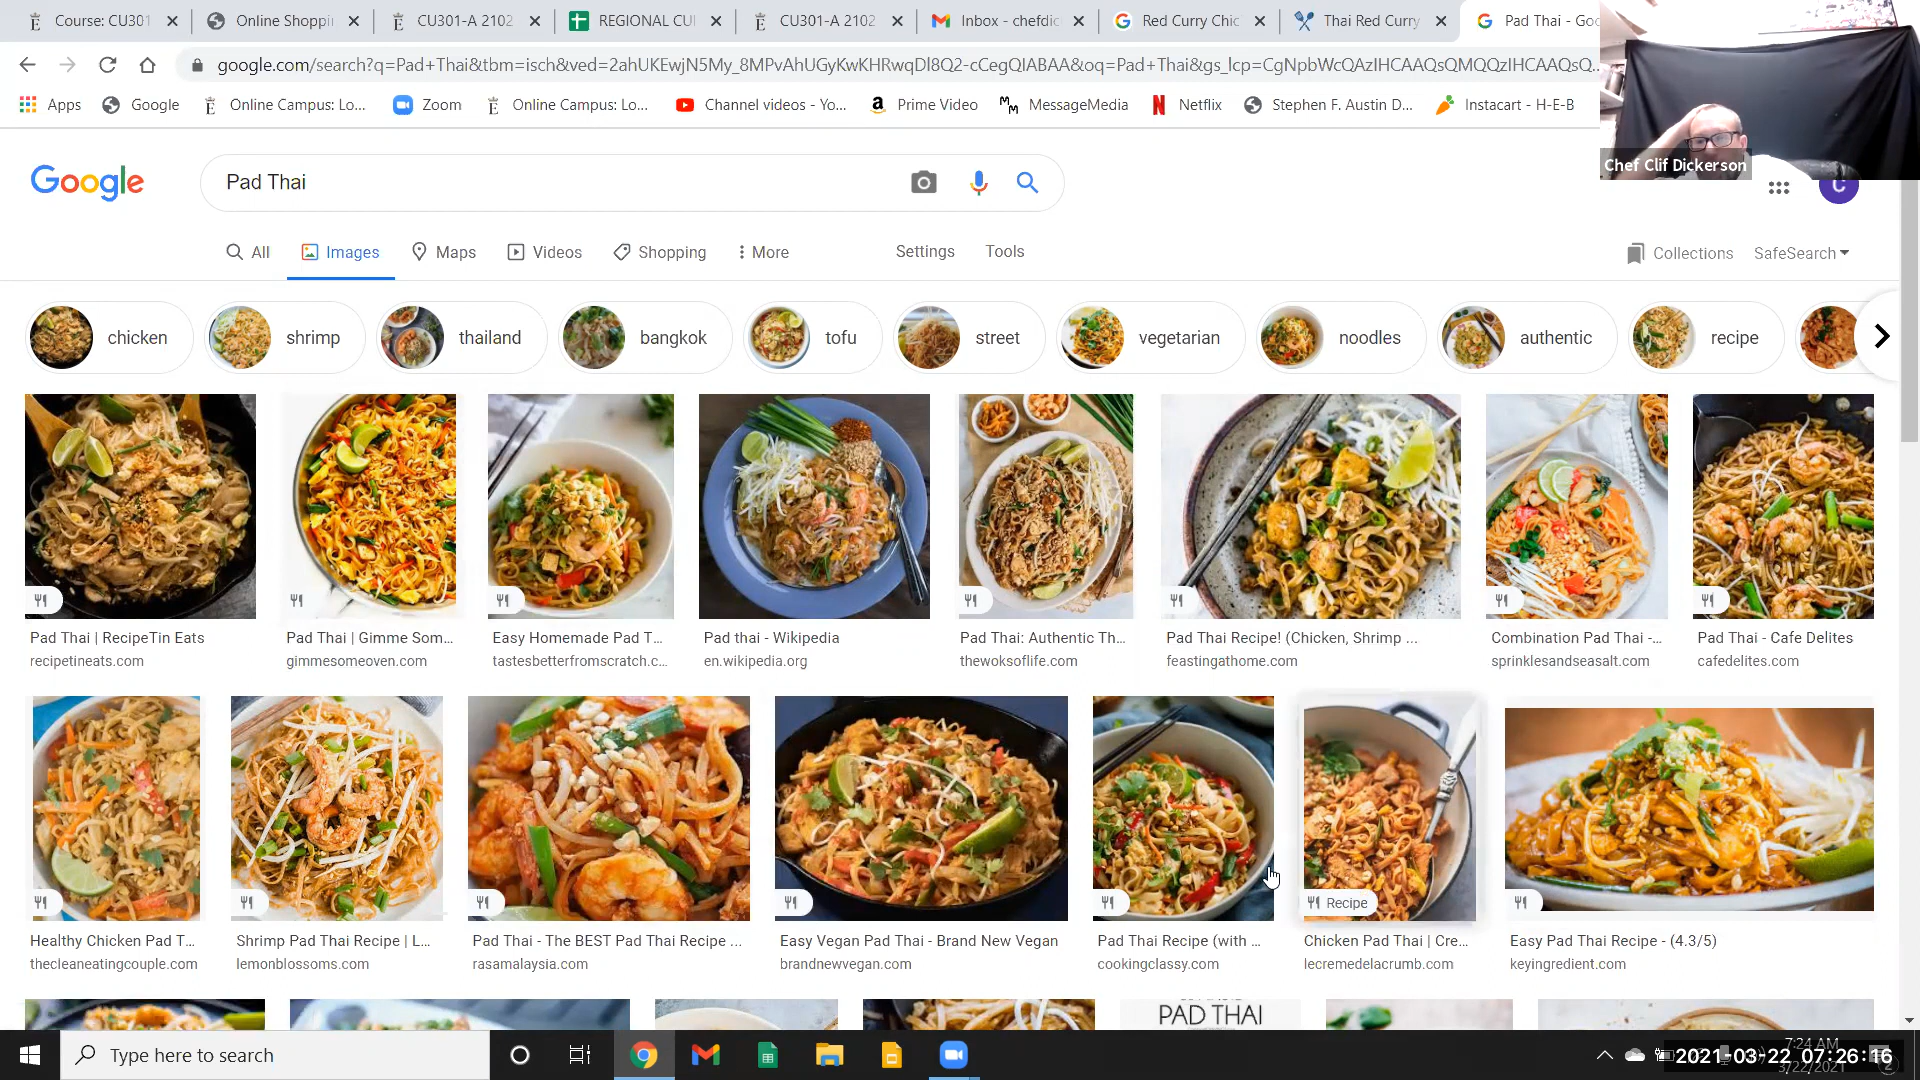 Course: CU301
Online Shoppi
CU301-A 2102
REGIONAL CUI
CU301-A 2102
Inbox - chefdic
Red Curry Chic
Thai Red Curry
Pad Thai - Goo
google.com/search?q=Pad+Thai&tbm=isch&ved=2ahUKEwjN5My_8MPvAhUGyKwKHRwqDl8Q2-cCegQIABAA&oq=Pad+Thai&gs_lcp=CgNpbWcQAzIHCAAQsQMQQzIHCAAQsQ...
Apps
Google
Online Campus: Lo...
Zoom
Online Campus: Lo...
Channel videos - Yo...
Prime Video
MessageMedia
Netflix
Stephen F. Austin D...
Instacart - H-E-B
Chef Clif Dickerson
Google
Pad Thai
C
All
Images
Maps
Videos
Shopping
More
Settings
Tools
Collections
SafeSearch
chicken
shrimp
thailand
bangkok
tofu
street
vegetarian
noodles
authentic
recipe
Pad Thai | RecipeTin Eats
recipetineats.com
Pad Thai | Gimme Som...
gimmesomeoven.com
Easy Homemade Pad T...
tastesbetterfromscratch.c...
Pad thai - Wikipedia
en.wikipedia.org
Pad Thai: Authentic Th...
thewoksoflife.com
Pad Thai Recipe! (Chicken, Shrimp ...
feastingathome.com
Combination Pad Thai -...
sprinklesandseasalt.com
Pad Thai - Cafe Delites
cafedelites.com
Recipe
Healthy Chicken Pad T...
thecleaneatingcouple.com
Shrimp Pad Thai Recipe | L...
lemonblossoms.com
Pad Thai - The BEST Pad Thai Recipe ...
rasamalaysia.com
Easy Vegan Pad Thai - Brand New Vegan
brandnewvegan.com
Pad Thai Recipe (with ...
cookingclassy.com
Chicken Pad Thai | Cre...
lecremedelacrumb.com
Easy Pad Thai Recipe - (4.3/5)
keyingredient.com
PAD THAI
Type here to search
7:24 AM
2021-03-22 07:26:16
3/22/2021
2